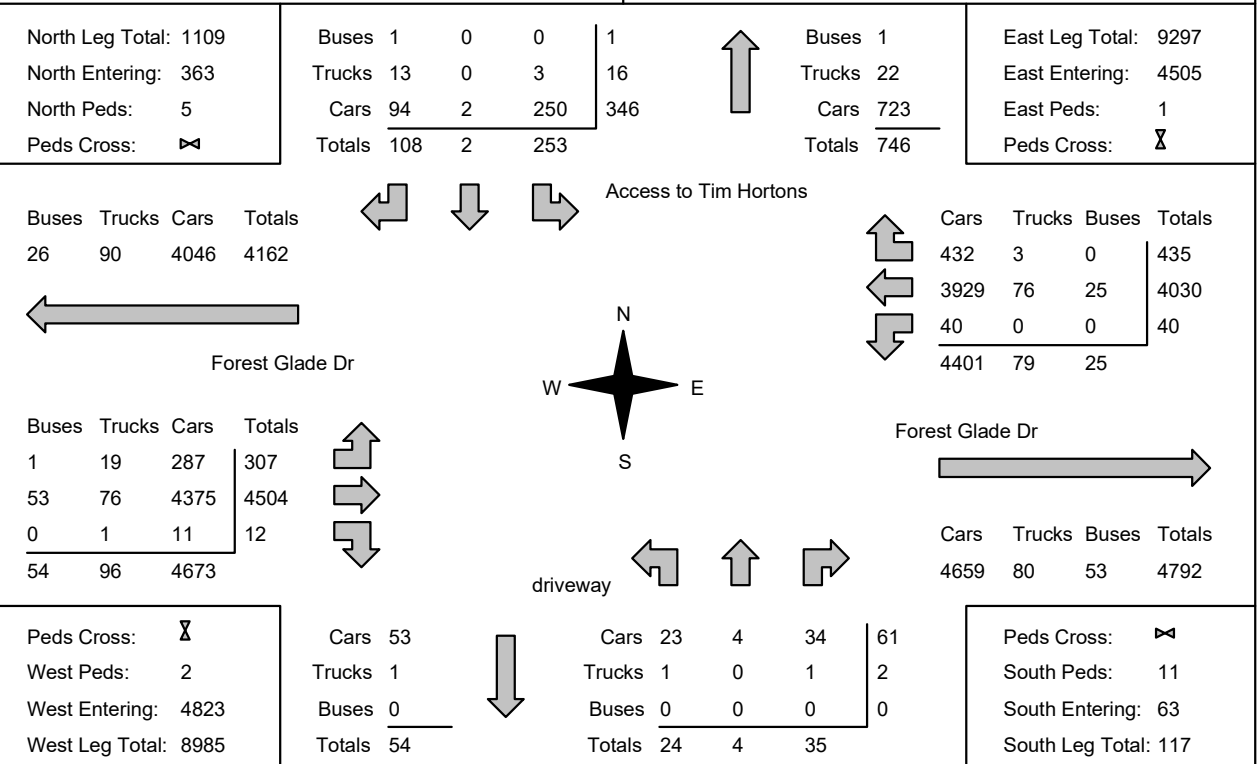 North Leg Total: 1109
North Entering: 363
North Peds: 5
Peds Cross:
Buses 1 0 0 1
Trucks 13 0 3 16
Cars 94 2 250 346
Totals 108 2 253
Buses 1
Trucks 22
Cars 723
Totals 746
East Leg Total: 9297
East Entering: 4505
East Peds: 1
Peds Cross:
Access to Tim Hortons
Buses Trucks Cars Totals
26 90 4046 4162
Cars Trucks Buses Totals
432 3 0 435
3929 76 25 4030
40 0 0 40
4401 79 25
Forest Glade Dr
N
W E
S
Buses Trucks Cars Totals
1 19 287 307
53 76 4375 4504
0 1 11 12
54 96 4673
Forest Glade Dr
Cars Trucks Buses Totals
4659 80 53 4792
driveway
Peds Cross:
West Peds: 2
West Entering: 4823
West Leg Total: 8985
Cars 53
Trucks 1
Buses 0
Totals 54
Cars 23 4 34 61
Trucks 1 0 1 2
Buses 0 0 0 0
Totals 24 4 35
Peds Cross:
South Peds: 11
South Entering: 63
South Leg Total: 117